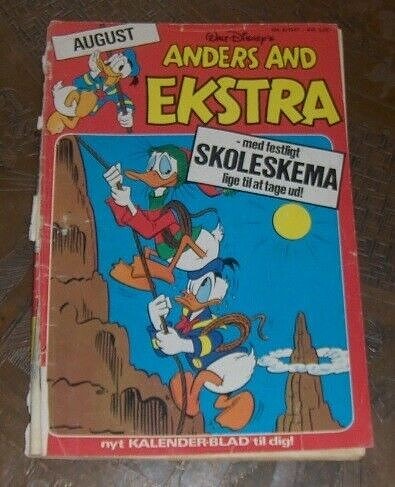 AUGUST
WALT DISNEY'S
ANDERS AND
EKSTRA
- med festligt
SKOLESKEMA
lige til at tage ud!
nyt KALENDER-BLAD til dig!